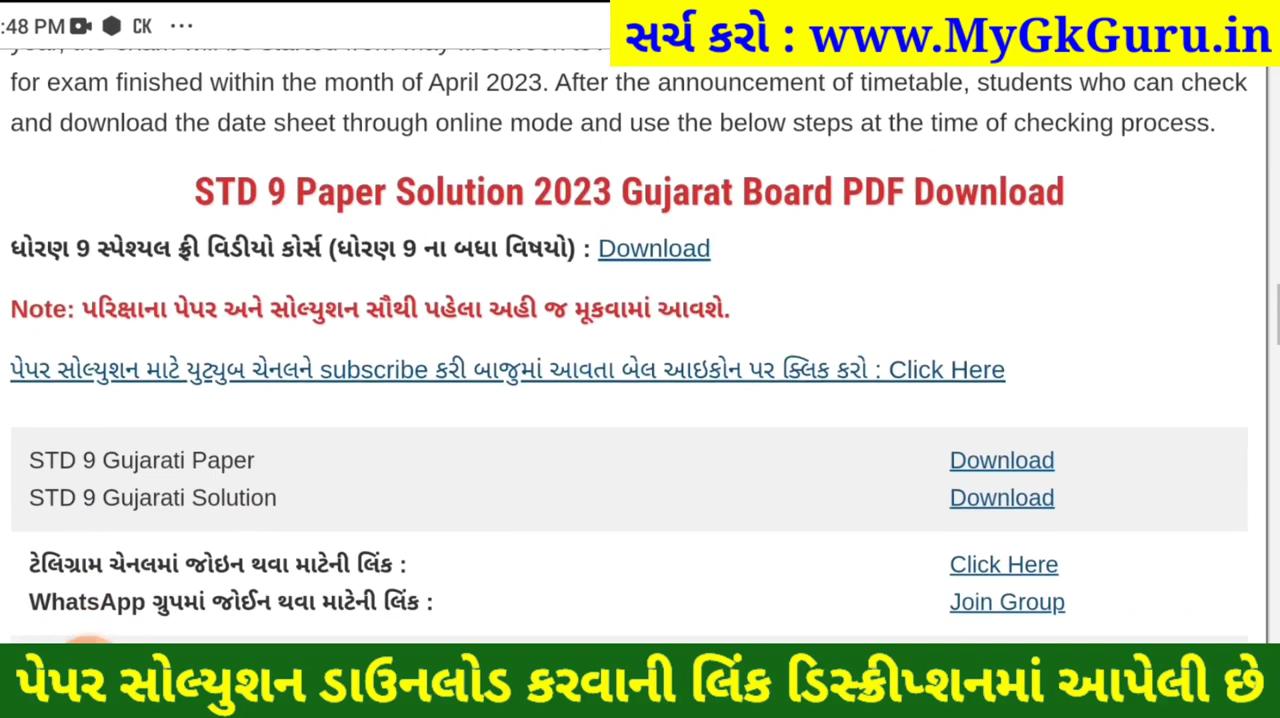 :48 PM CK ...
સર્ચ કરો : www.MyGkGuru.in
for exam finished within the month of April 2023. After the announcement of timetable, students who can check
and download the date sheet through online mode and use the below steps at the time of checking process.
STD 9 Paper Solution 2023 Gujarat Board PDF Download
ધોરણ 9 સ્પેશ્યલ ફ્રી વિડીયો કોર્સ (ધોરણ 9 ના બધા વિષયો) : Download
Note: પરિક્ષાના પેપર અને સોલ્યુશન સૌથી પહેલા અહી જ મૂકવામાં આવશે.
પેપર સોલ્યુશન માટે યુટ્યુબ ચેનલને subscribe કરી બાજુમાં આવતા બેલ આઇકોન પર ક્લિક કરો : Click Here
STD 9 Gujarati Paper Download
STD 9 Gujarati Solution Download
ટેલિગ્રામ ચેનલમાં જોઇન થવા માટેની લિંક : Click Here
WhatsApp ગ્રુપમાં જોઈન થવા માટેની લિંક : Join Group
પેપર સોલ્યુશન ડાઉનલોડ કરવાની લિંક ડિસ્ક્રીપ્શનમાં આપેલી છે